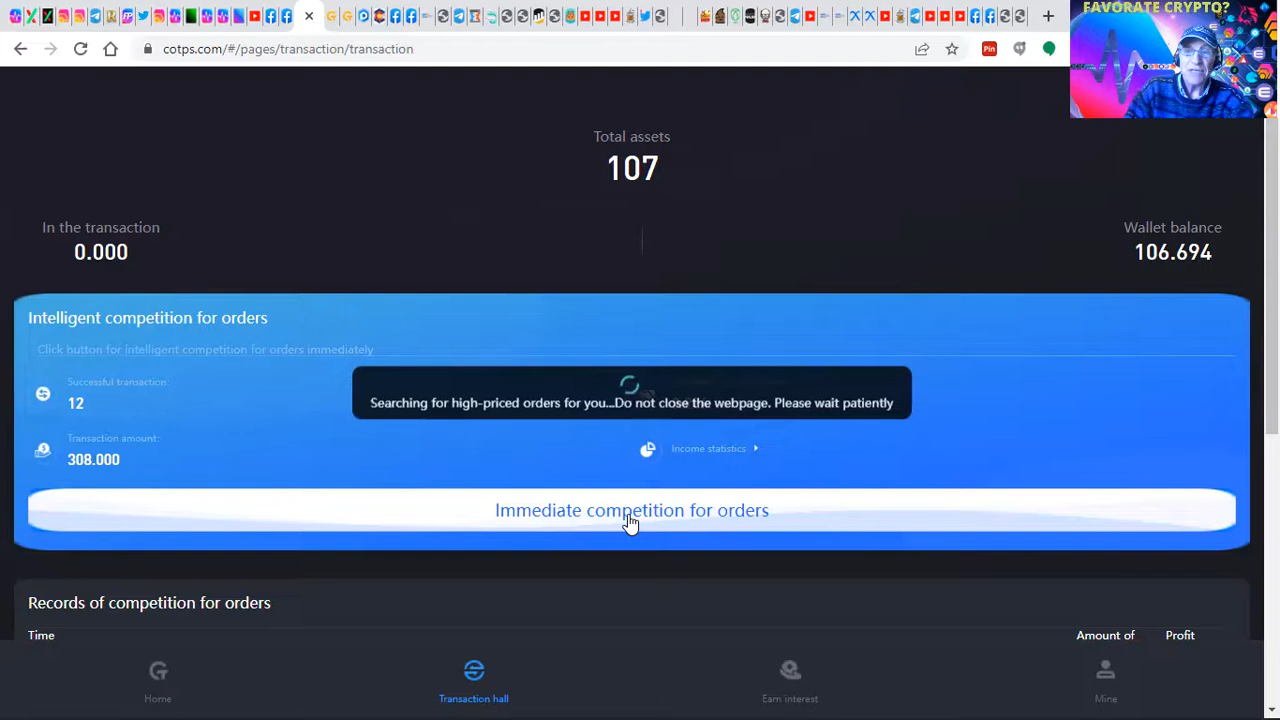 FAVORATE CRYPTO?
cotps.com/#/pages/transaction/transaction
Pin
Total assets
107
In the transaction
0.000
Wallet balance
106.694
Intelligent competition for orders
Click button for intelligent competition for orders immediately
Successful transaction:
12
Searching for high-priced orders for you...Do not close the webpage. Please wait patiently
Transaction amount:
308.000
Income statistics
Immediate competition for orders
Records of competition for orders
Time
Amount of
Profit
Home
Transaction hall
Earn interest
Mine